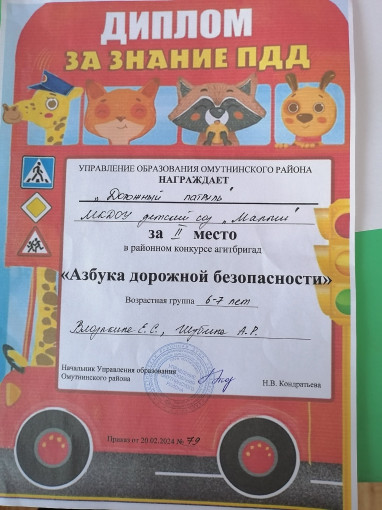 ДИПЛОМ
ЗА ЗНАНИЕ ПДД
УПРАВЛЕНИЕ ОБРАЗОВАНИЯ ОМУТНИНСКОГО РАЙОНА
НАГРАЖДАЕТ
„Дорожный патруль"
МКДОУ детский сад „Малыш"
за II место
в районном конкурсе агитбригад
«Азбука дорожной безопасности»
Возрастная группа 6-7 лет
Е.С., Шубина А.Р.
Начальник Управления образования
Омутнинского района
Н.В. Кондратьева
Приказ от 20.02.2024 № 79